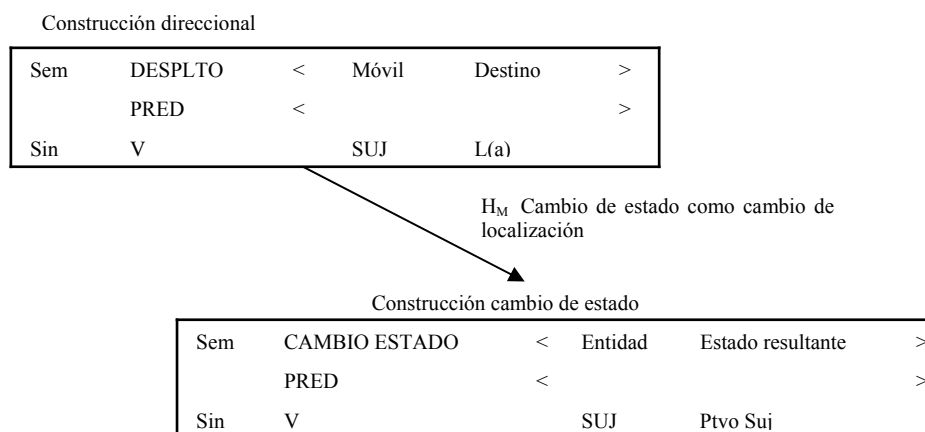 Construcción direccional
Sem DESPLTO < Móvil Destino >
PRED < >
Sin V SUJ L(a)
H_M Cambio de estado como cambio de
localización
Construcción cambio de estado
Sem CAMBIO ESTADO < Entidad Estado resultante >
PRED < >
Sin V SUJ Ptvo Suj